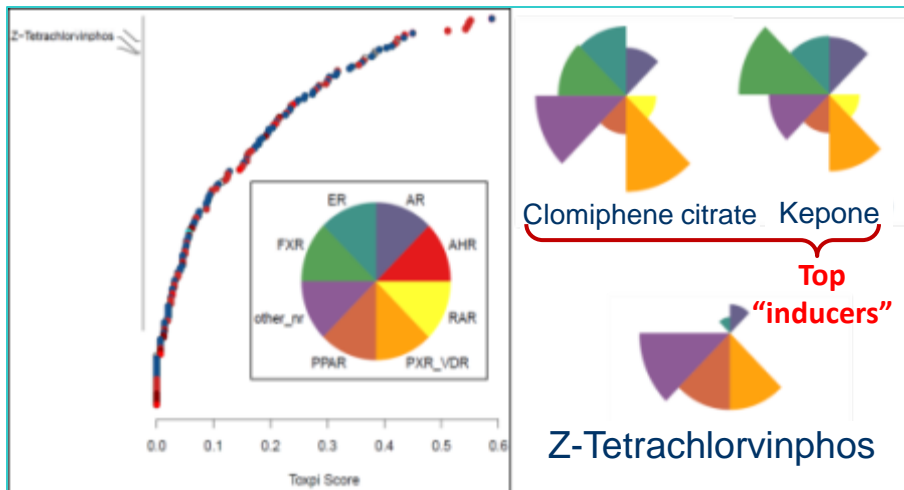 Z-Tetrachlorvinphos
ER
AR
FXR
AHR
other_nr
RAR
PPAR
PXR_VDR
0.0 0.1 0.2 0.3 0.4 0.5 0.6
Toxpi Score
Clomiphene citrate
Kepone
Top
“inducers”
Z-Tetrachlorvinphos